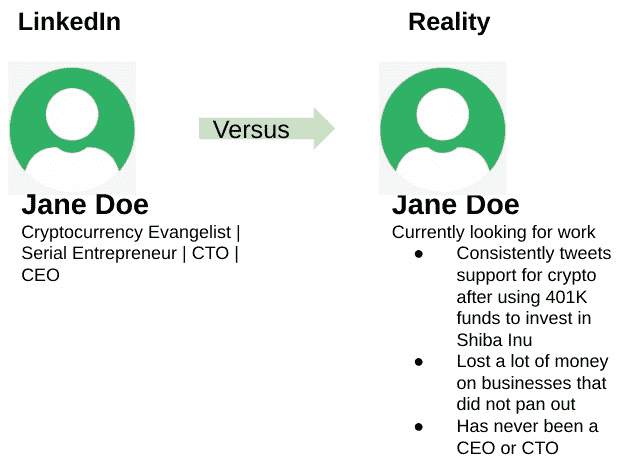 LinkedIn
Versus
Reality
Jane Doe
Cryptocurrency Evangelist |
Serial Entrepreneur | CTO |
CEO
Jane Doe
Currently looking for work
● Consistently tweets
support for crypto
after using 401K
funds to invest in
Shiba Inu
● Lost a lot of money
on businesses that
did not pan out
● Has never been a
CEO or CTO